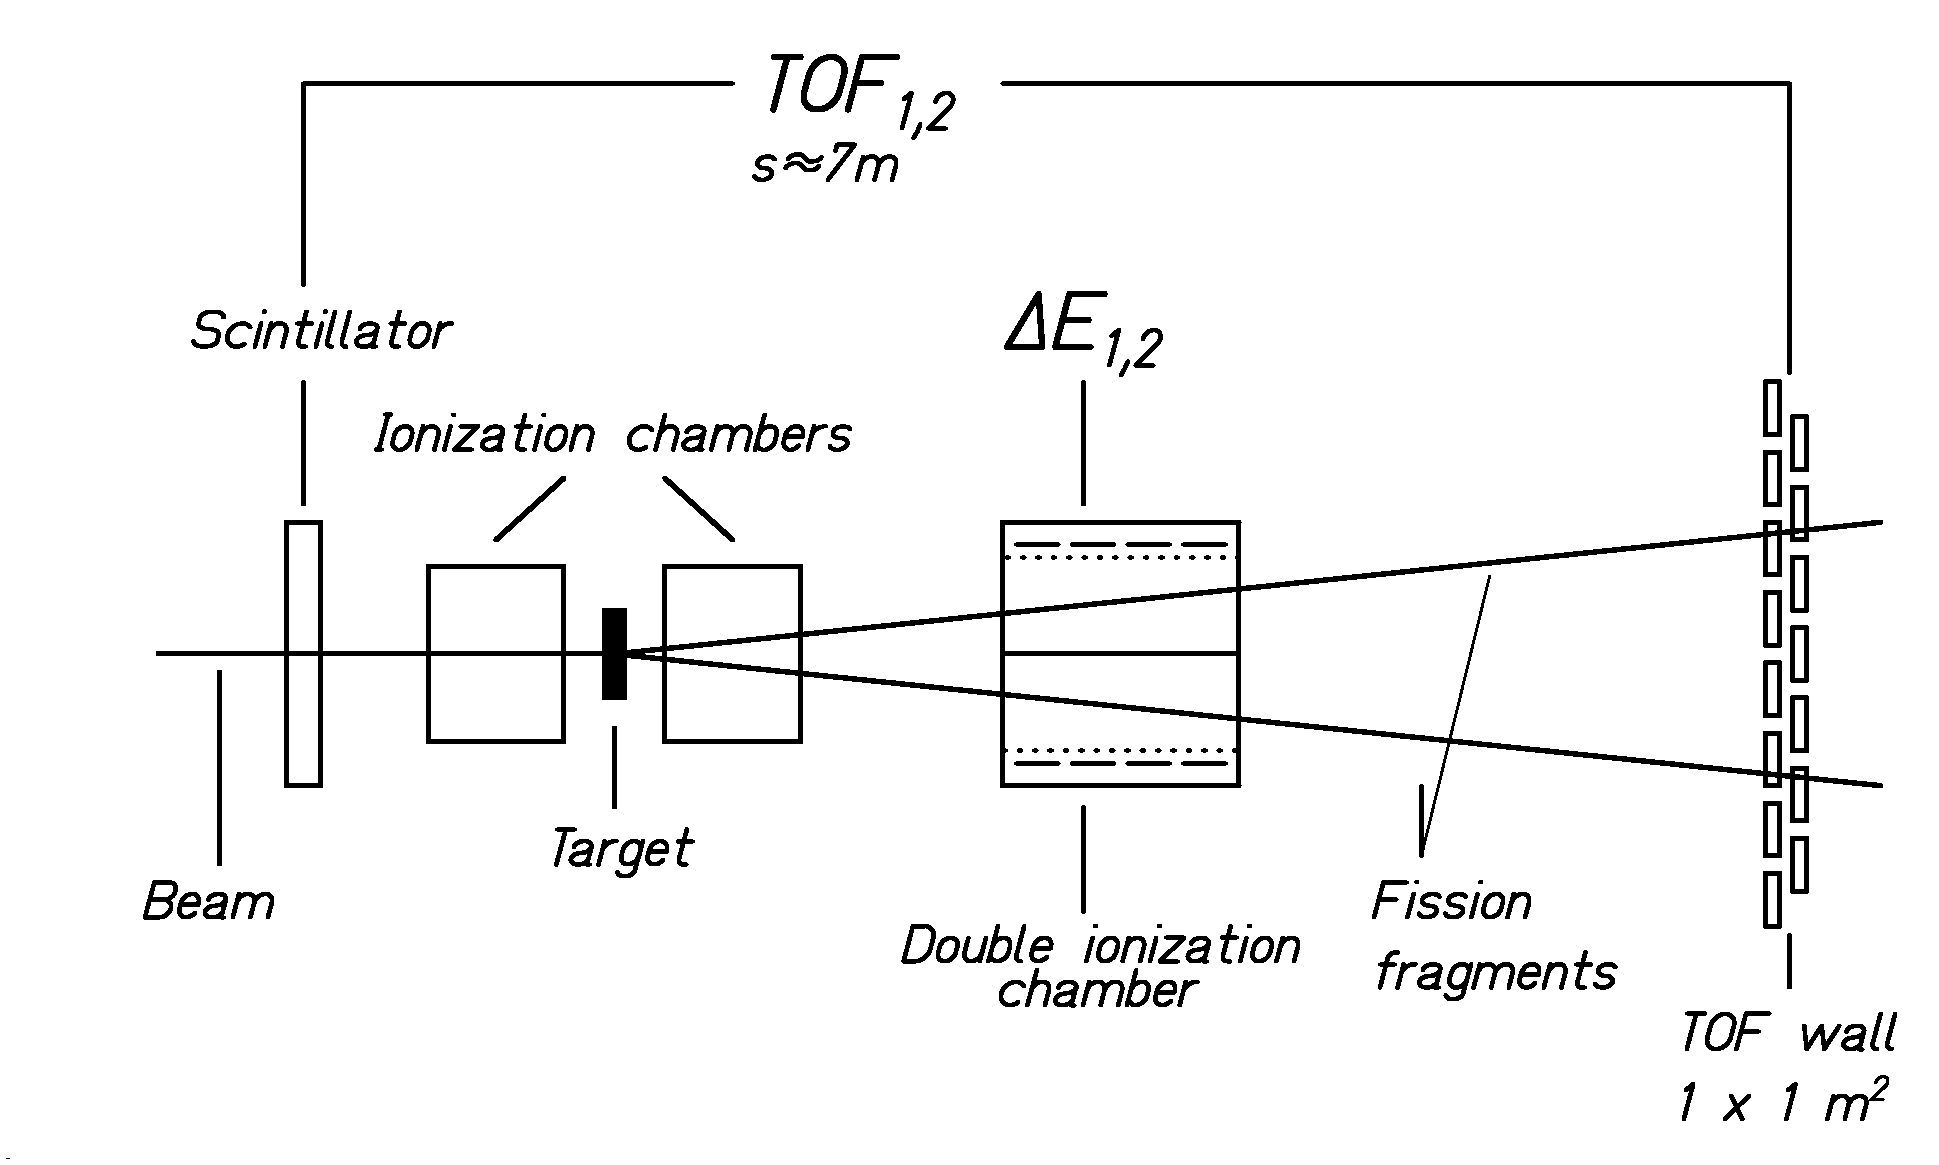 TOF1,2
s≈7m
Scintillator
ΔE1,2
Ionization chambers
Target
Beam
Fission
fragments
Double ionization
chamber
TOF wall
1 x 1 m²